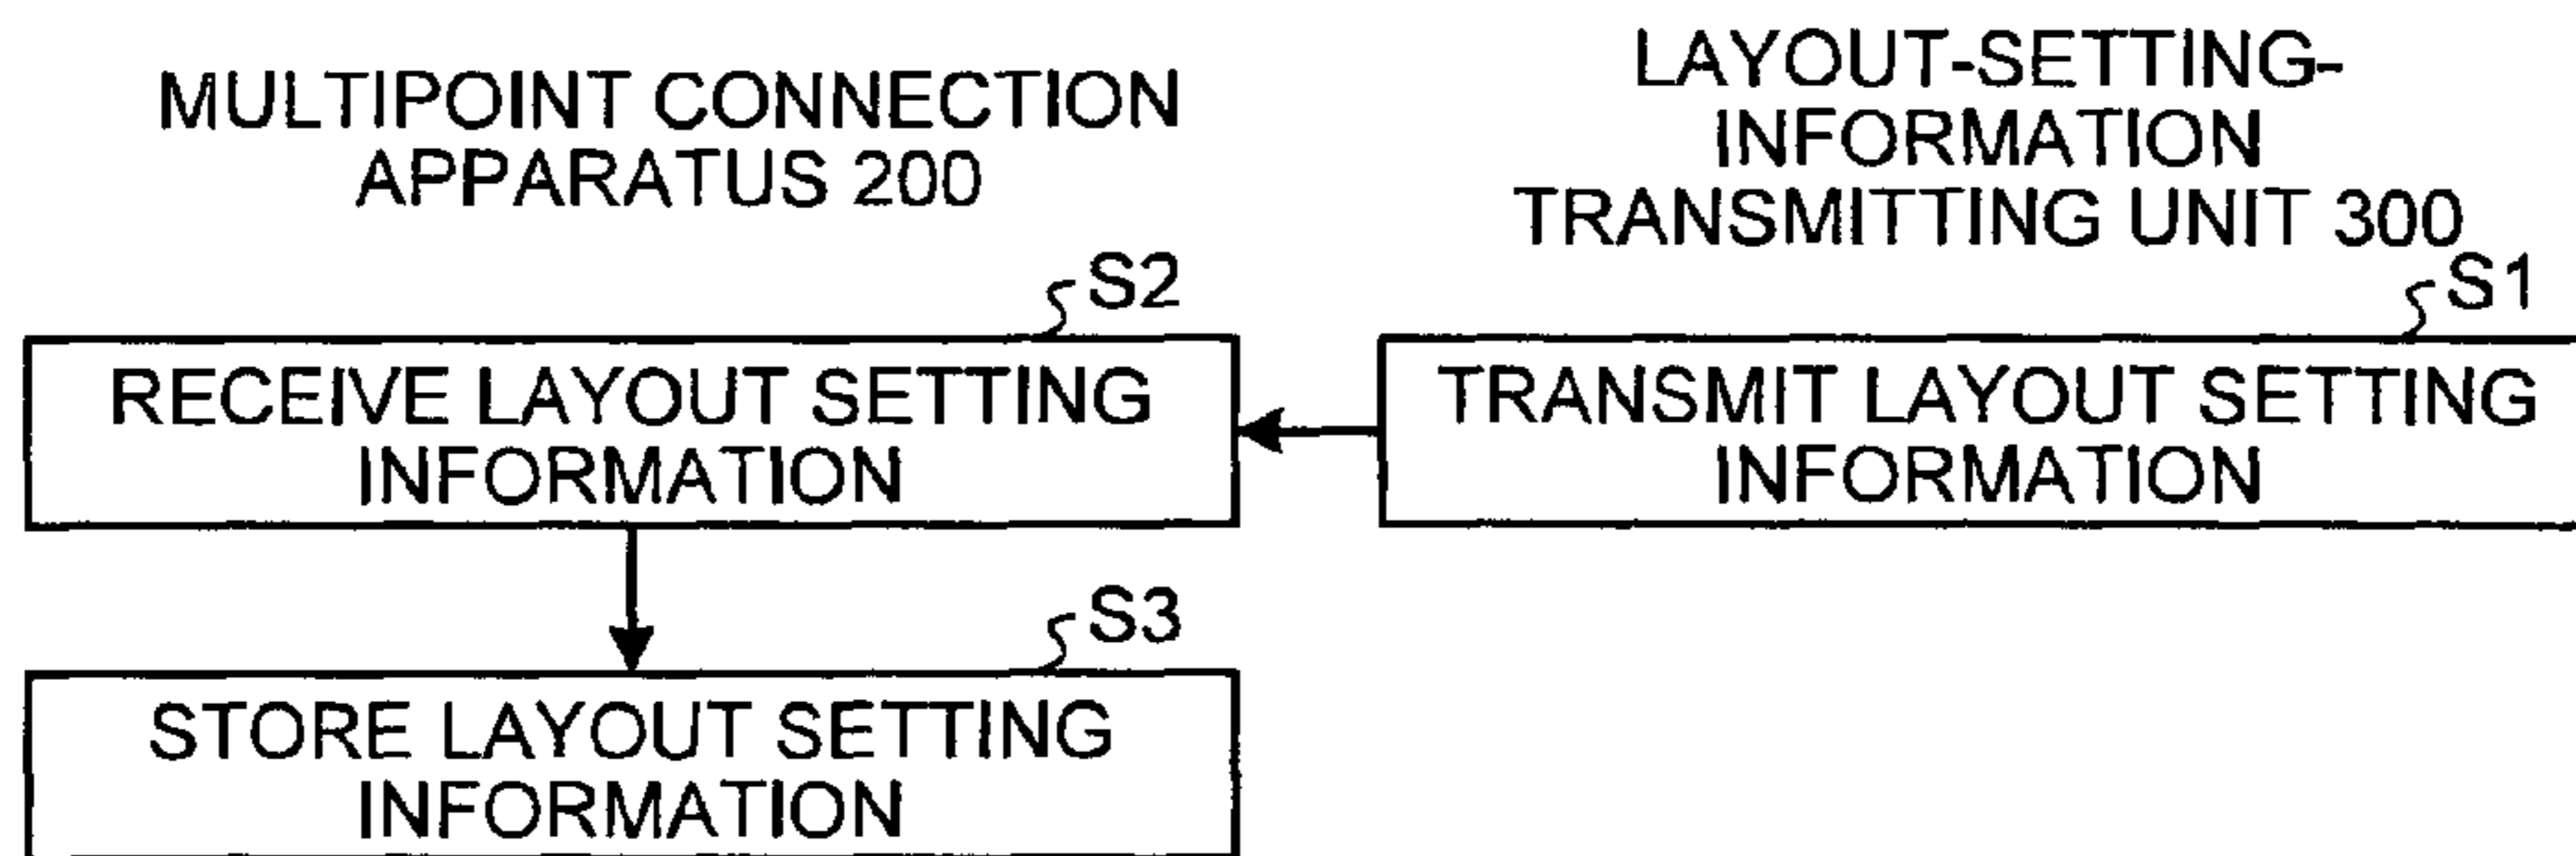 MULTIPOINT CONNECTION
APPARATUS 200
LAYOUT-SETTING-
INFORMATION
TRANSMITTING UNIT 300
S2
RECEIVE LAYOUT SETTING
INFORMATION
S1
TRANSMIT LAYOUT SETTING
INFORMATION
S3
STORE LAYOUT SETTING
INFORMATION